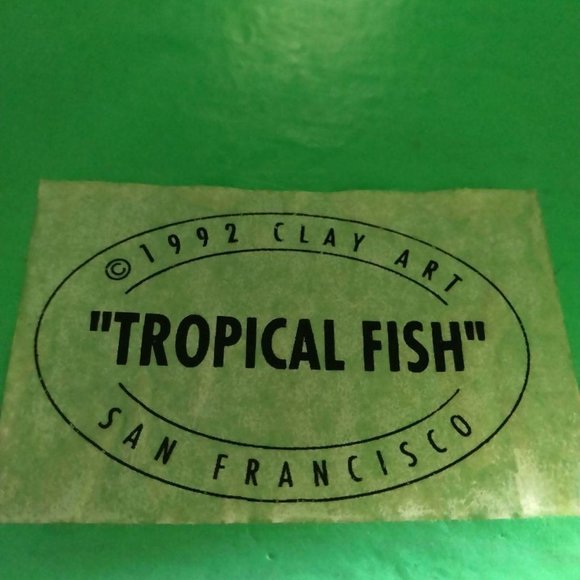 © 1992 CLAY ART
"TROPICAL FISH"
SAN FRANCISCO